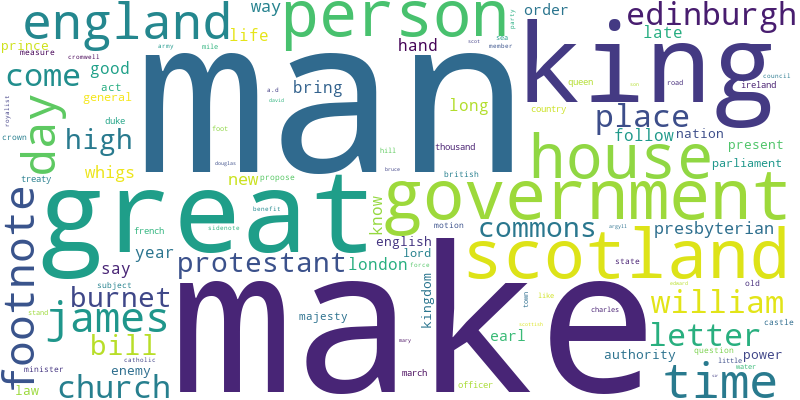 england
way
life
person
order
party
edinburgh
late
prince
measure
army
mile
cromwell
hand
scot
sea
member
man
king
queen
son
road
council
ireland
come
good
act
general
bring
a.d
david
long
country
place
royalist
day
high
duke
foot
crown
whigs
douglas
hill
thousand
bruce
british
follow
nation
present
parliament
house
treaty
new
propose
great
know
government
footnote
french
sidenote
benefit
year
say
english
lord
motion
commons
argyll
presbyterian
state
protestant
london
scotland
burnet
subject
kingdom
force
town
like
edward
old
james
majesty
make
charles
william
castle
stand
bill
catholic
earl
mary
scottish
letter
question
authority
power
little
water
minister
enemy
law
church
march
officer
time